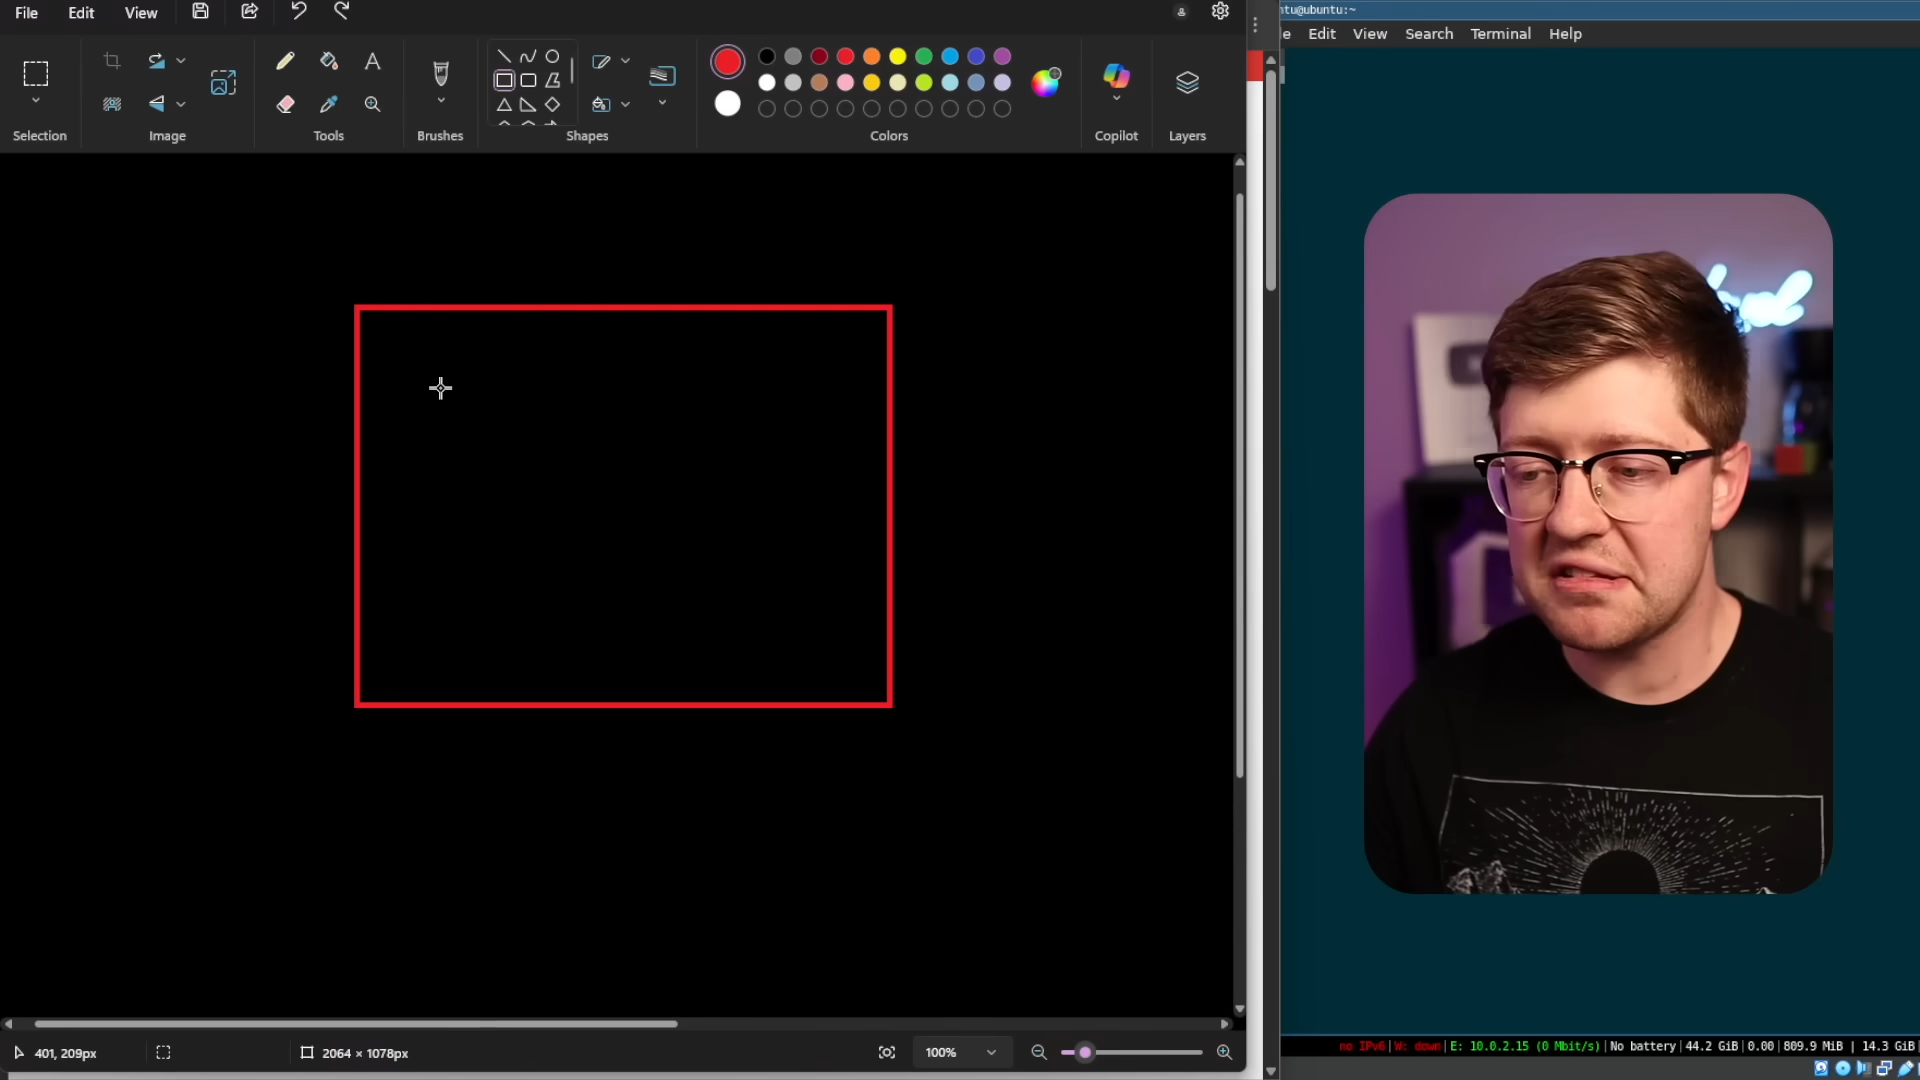 File Edit View
Selection
Image
Tools
Brushes
Shapes
Colors
Copilot
Layers
401, 209px
2064 × 1078px
100%
ntu@ubuntu:~
e Edit View Search Terminal Help
no IPv6|W: down|E: 10.0.2.15 (0 Mbit/s)|No battery|44.2 GiB|0.00|809.9 MiB | 14.3 GiB